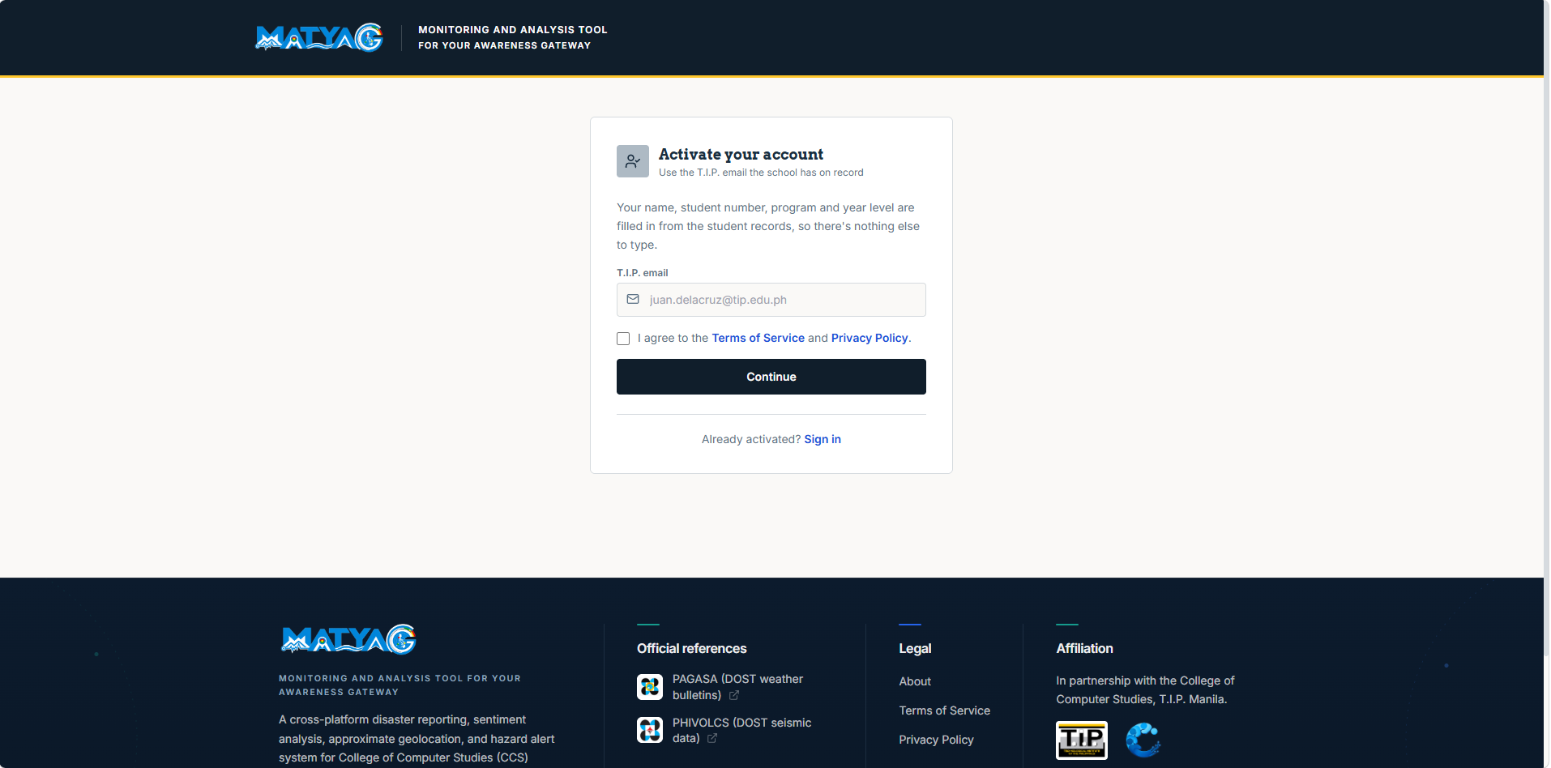 MATYAG
MONITORING AND ANALYSIS TOOL
FOR YOUR AWARENESS GATEWAY
Activate your account
Use the T.I.P. email the school has on record
Your name, student number, program and year level are
filled in from the student records, so there's nothing else
to type.
T.I.P. email
juan.delacruz@tip.edu.ph
I agree to the Terms of Service and Privacy Policy.
Continue
Already activated? Sign in
MATYAG
MONITORING AND ANALYSIS TOOL FOR YOUR
AWARENESS GATEWAY
A cross-platform disaster reporting, sentiment
analysis, approximate geolocation, and hazard alert
system for College of Computer Studies (CCS)
Official references
PAGASA (DOST weather
bulletins)
PHIVOLCS (DOST seismic
data)
Legal
About
Terms of Service
Privacy Policy
Affiliation
In partnership with the College of
Computer Studies, T.I.P. Manila.
T.I.P